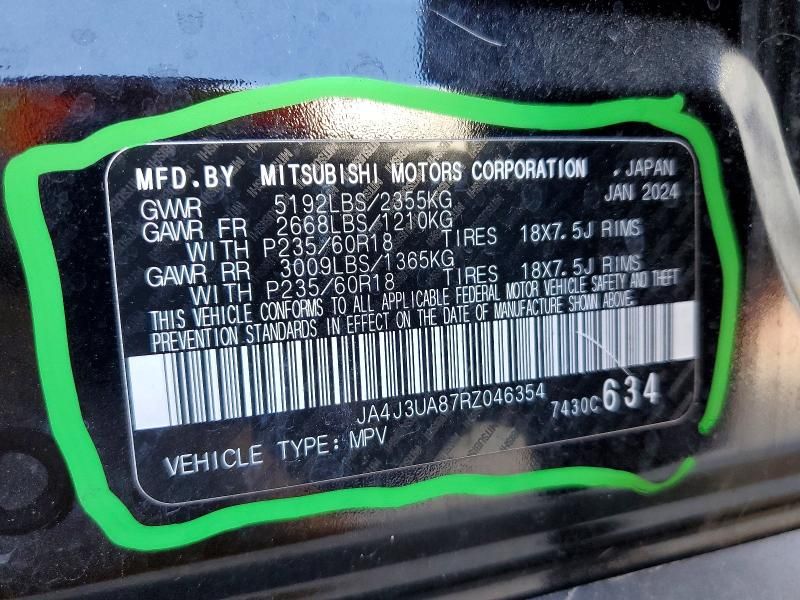 MFD.BY MITSUBISHI MOTORS CORPORATION , JAPAN
GVWR 5192LBS/2355KG JAN 2024
GAWR FR 2668LBS/1210KG
WITH P235/60R18 TIRES 18X7.5J RIMS
GAWR RR 3009LBS/1365KG
WITH P235/60R18 TIRES 18X7.5J RIMS
THIS VEHICLE CONFORMS TO ALL APPLICABLE FEDERAL MOTOR VEHICLE SAFETY AND THEFT
PREVENTION STANDARDS IN EFFECT ON THE DATE OF MANUFACTURE SHOWN ABOVE.
JA4J3UA87RZ046354 7430C634
VEHICLE TYPE: MPV